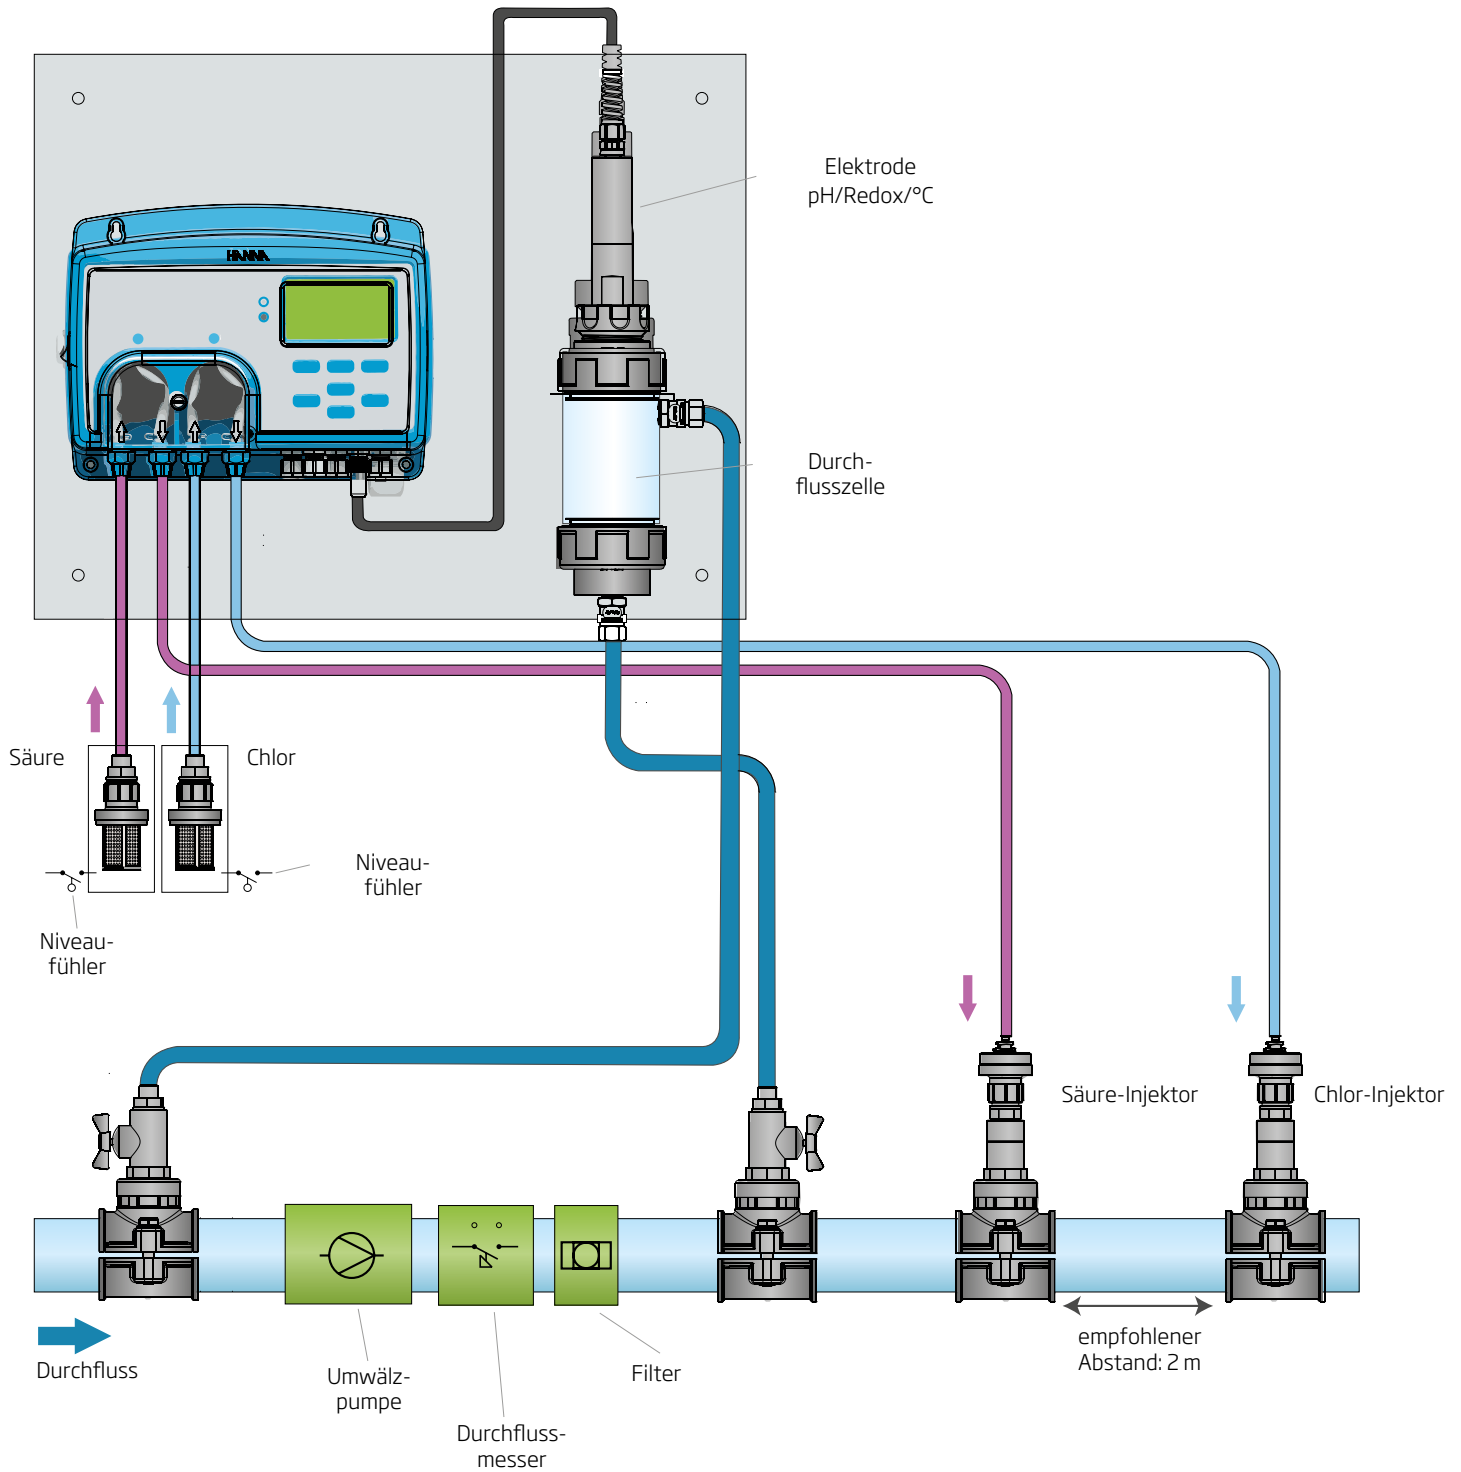 Elektrode
pH/Redox/°C
HANNA
Durch-
flusszelle
Säure
Chlor
Niveau-
fühler
Niveau-
fühler
Säure-Injektor
Chlor-Injektor
Durchfluss
Umwälz-
pumpe
Durchfluss-
messer
Filter
empfohlener
Abstand: 2 m